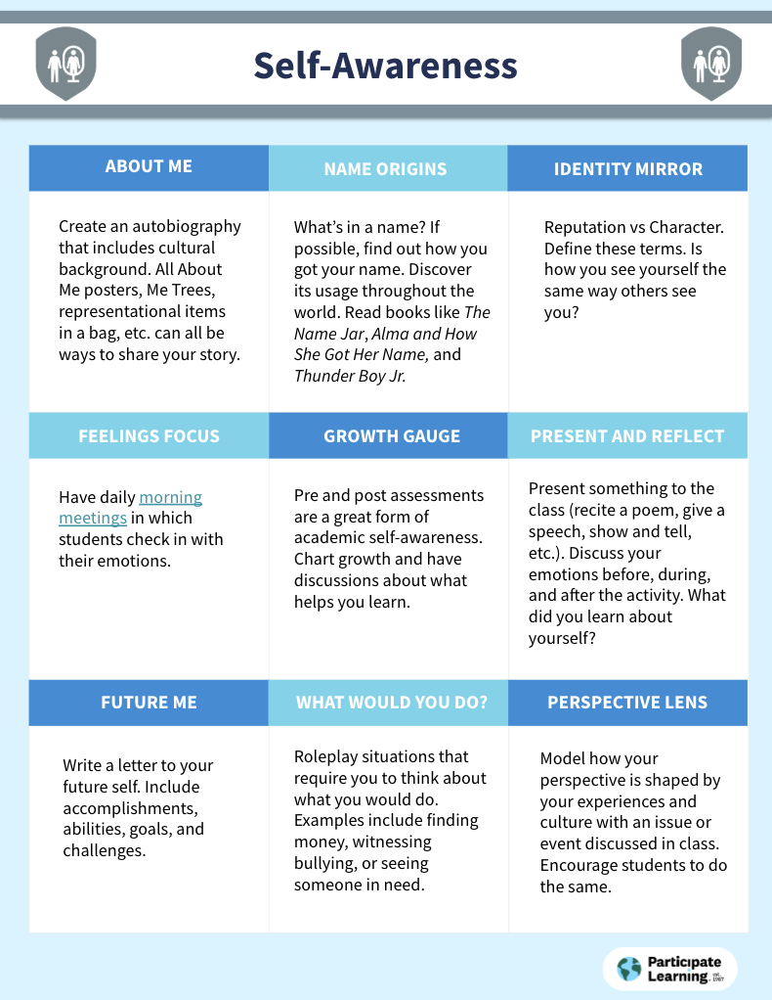 Self-Awareness
ABOUT ME
Create an autobiography
that includes cultural
background. All About
Me posters, Me Trees,
representational items
in a bag, etc. can all be
ways to share your story.
NAME ORIGINS
What’s in a name? If
possible, find out how you
got your name. Discover
its usage throughout the
world. Read books like The
Name Jar, Alma and How
She Got Her Name, and
Thunder Boy Jr.
IDENTITY MIRROR
Reputation vs Character.
Define these terms. Is
how you see yourself the
same way others see
you?
FEELINGS FOCUS
Have daily morning
meetings in which
students check in with
their emotions.
GROWTH GAUGE
Pre and post assessments
are a great form of
academic self-awareness.
Chart growth and have
discussions about what
helps you learn.
PRESENT AND REFLECT
Present something to the
class (recite a poem, give a
speech, show and tell,
etc.). Discuss your
emotions before, during,
and after the activity. What
did you learn about
yourself?
FUTURE ME
Write a letter to your
future self. Include
accomplishments,
abilities, goals, and
challenges.
WHAT WOULD YOU DO?
Roleplay situations that
require you to think about
what you would do.
Examples include finding
money, witnessing
bullying, or seeing
someone in need.
PERSPECTIVE LENS
Model how your
perspective is shaped by
your experiences and
culture with an issue or
event discussed in class.
Encourage students to do
the same.
Participate
Learning. est. 1987